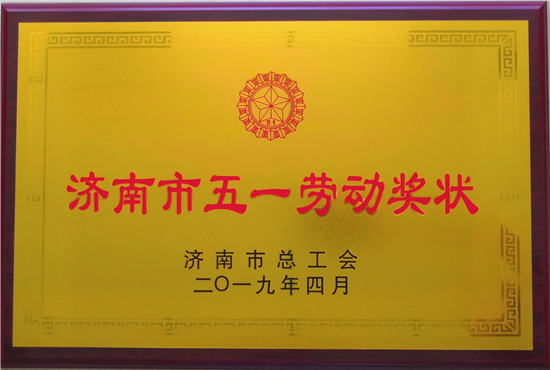 51
济南市五一劳动奖状
济南市总工会
二〇一九年四月